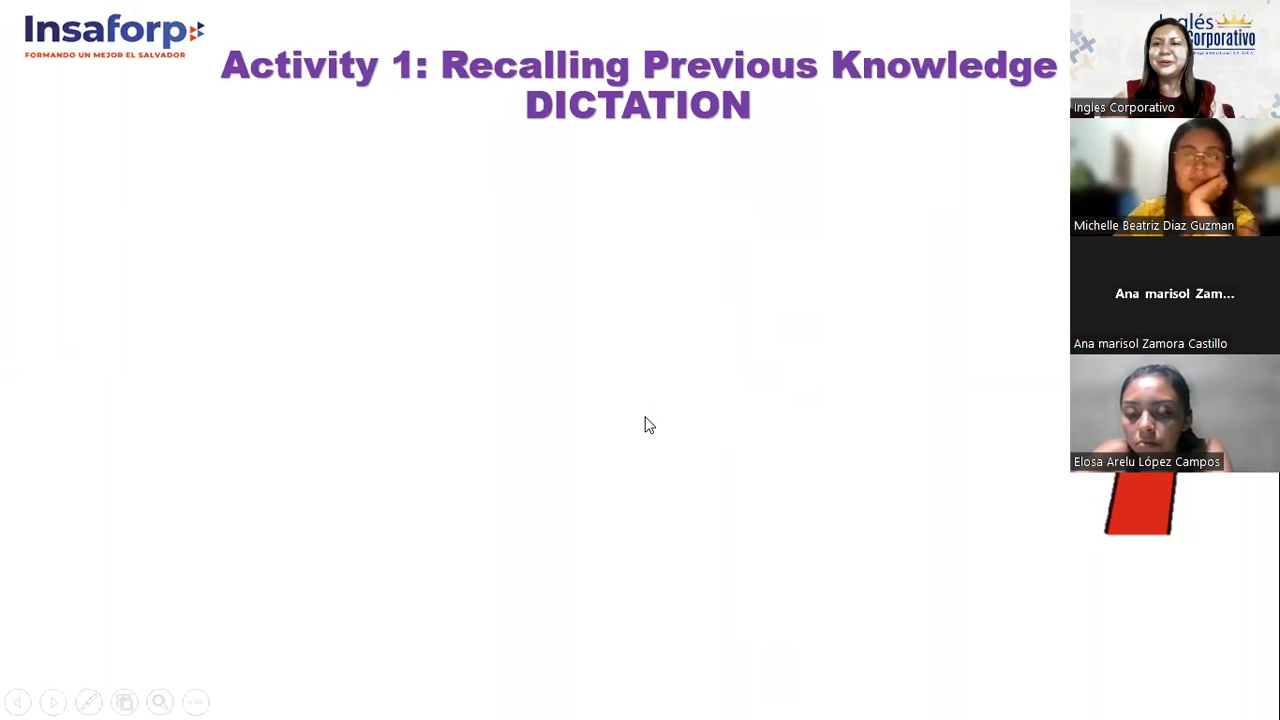 Insaforp
FORMANDO UN MEJOR EL SALVADOR
Activity 1: Recalling Previous Knowledge
DICTATION
Inglés
Corporativo
Ingles Corporativo
Michelle Beatriz Diaz Guzman
Ana marisol Zam...
Ana marisol Zamora Castillo
Elosa Arelu López Campos